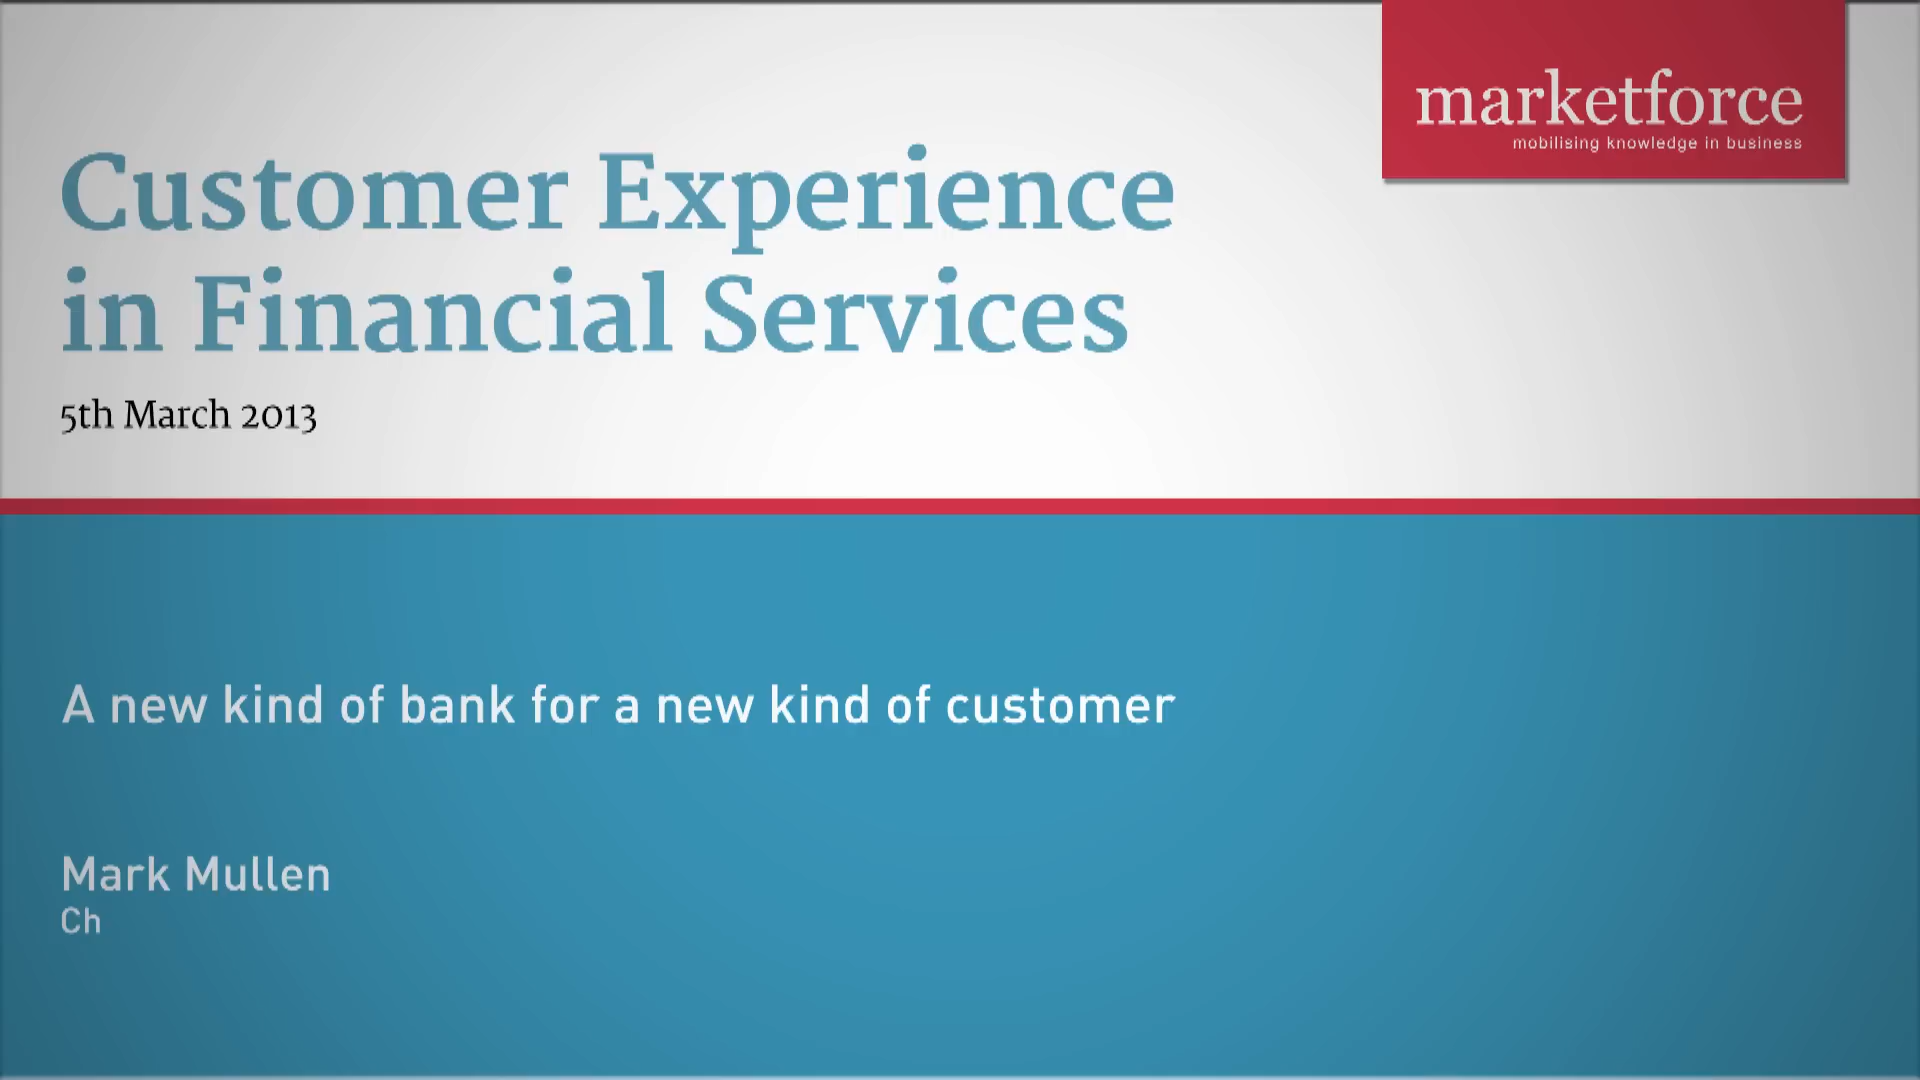 marketforce
mobilising knowledge in business
Customer Experience
in Financial Services
5th March 2013
A new kind of bank for a new kind of customer
Mark Mullen
Ch